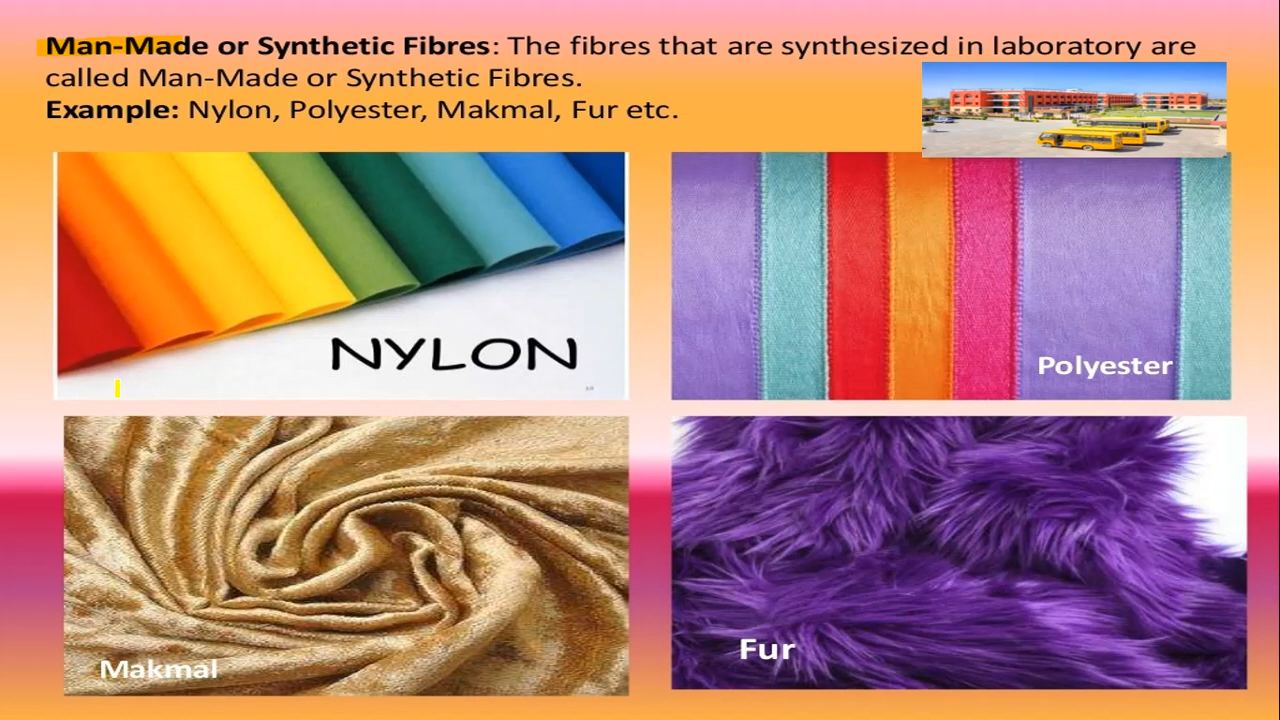 Man-Made or Synthetic Fibres: The fibres that are synthesized in laboratory are
called Man-Made or Synthetic Fibres.
Example: Nylon, Polyester, Makmal, Fur etc.
NYLON
Polyester
Makmal
Fur